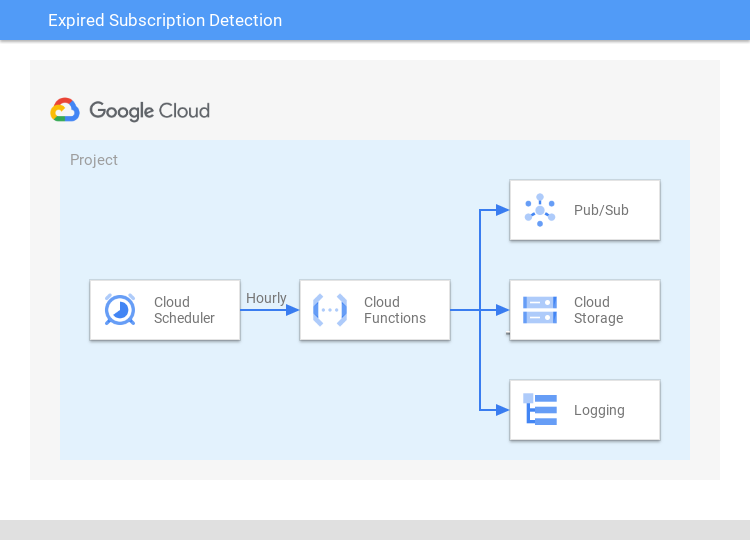 Expired Subscription Detection
Google Cloud
Project
Pub/Sub
Cloud
Scheduler
Hourly
Cloud
Functions
Cloud
Storage
Logging